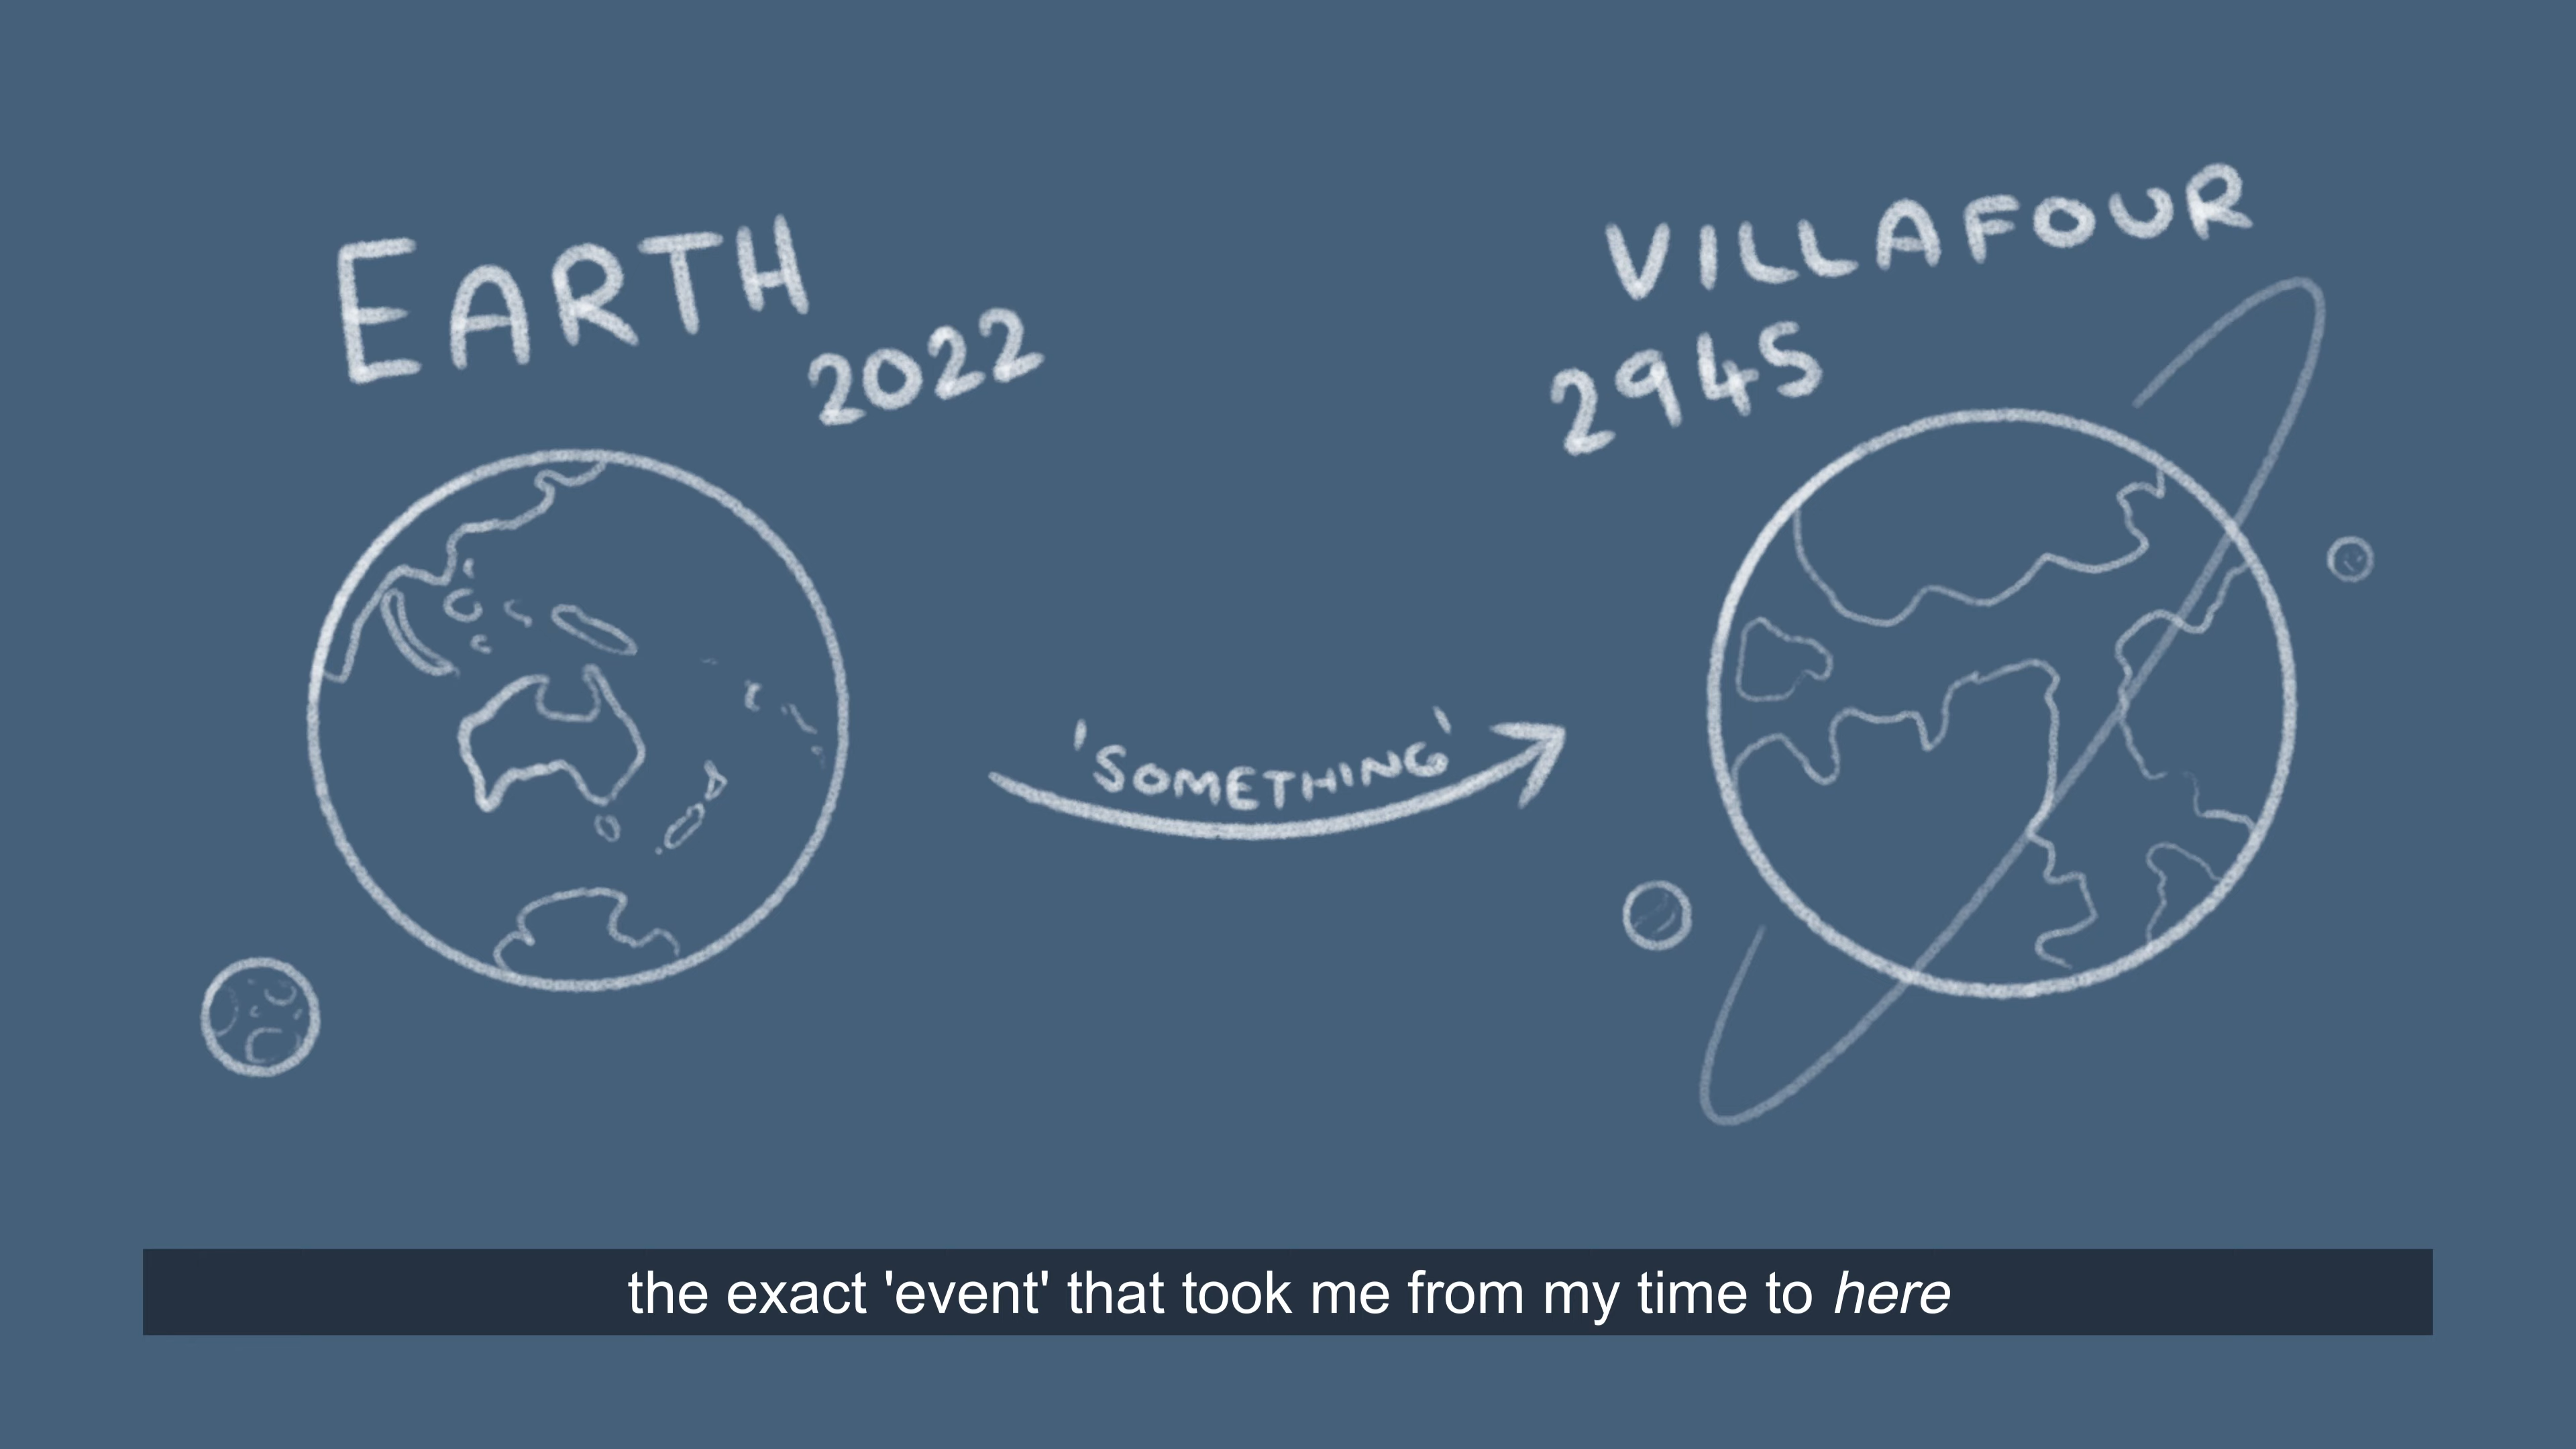 EARTH
2022
VILLAFOUR
2945
'SOMETHING'
the exact 'event' that took me from my time to here